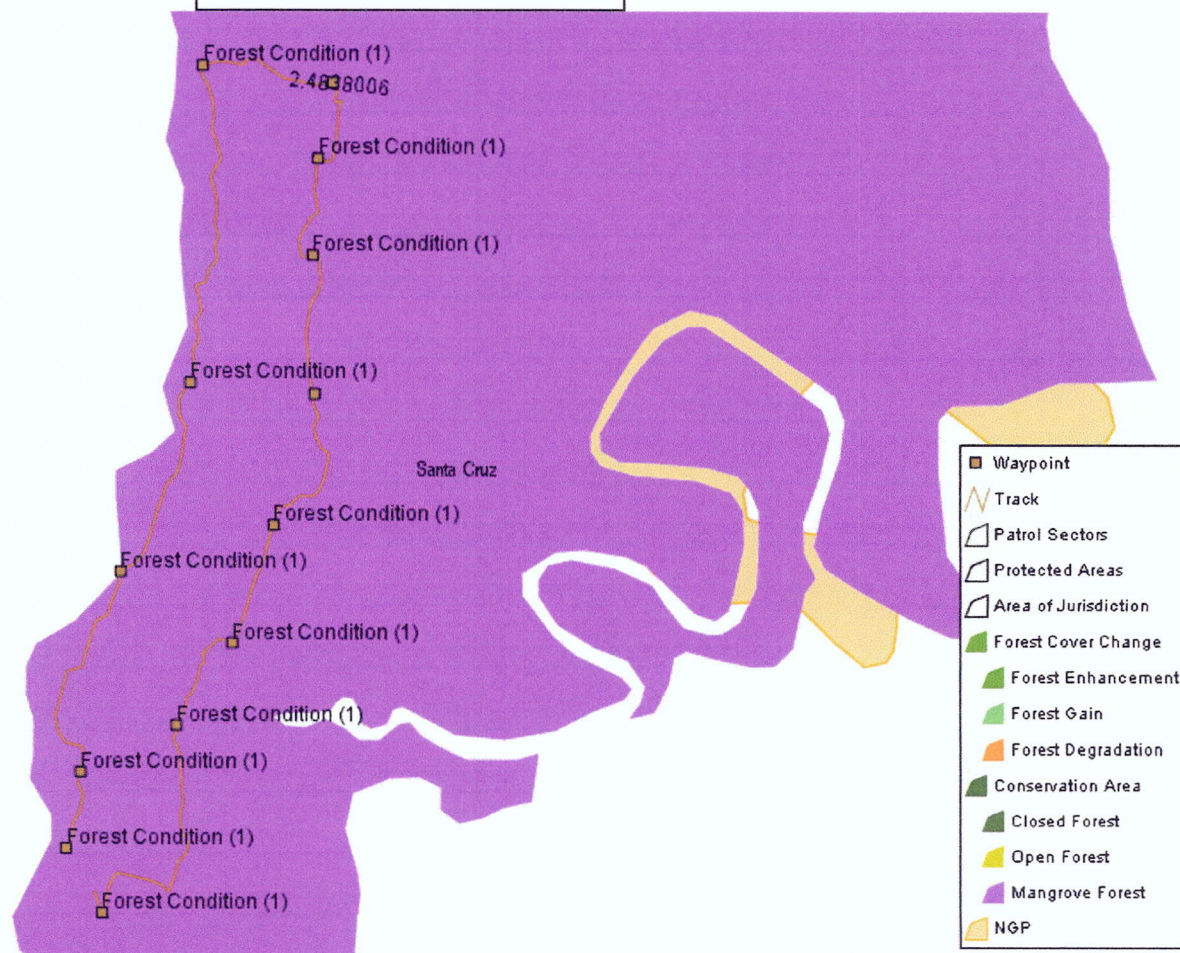 Forest Condition (1)
2.4838006
Forest Condition (1)
Forest Condition (1)
Forest Condition (1)
Santa Cruz
Forest Condition (1)
Forest Condition (1)
Forest Condition (1)
Forest Condition (1)
Forest Condition (1)
Forest Condition (1)
Forest Condition (1)
Waypoint
Track
Patrol Sectors
Protected Areas
Area of Jurisdiction
Forest Cover Change
Forest Enhancement
Forest Gain
Forest Degradation
Conservation Area
Closed Forest
Open Forest
Mangrove Forest
NGP